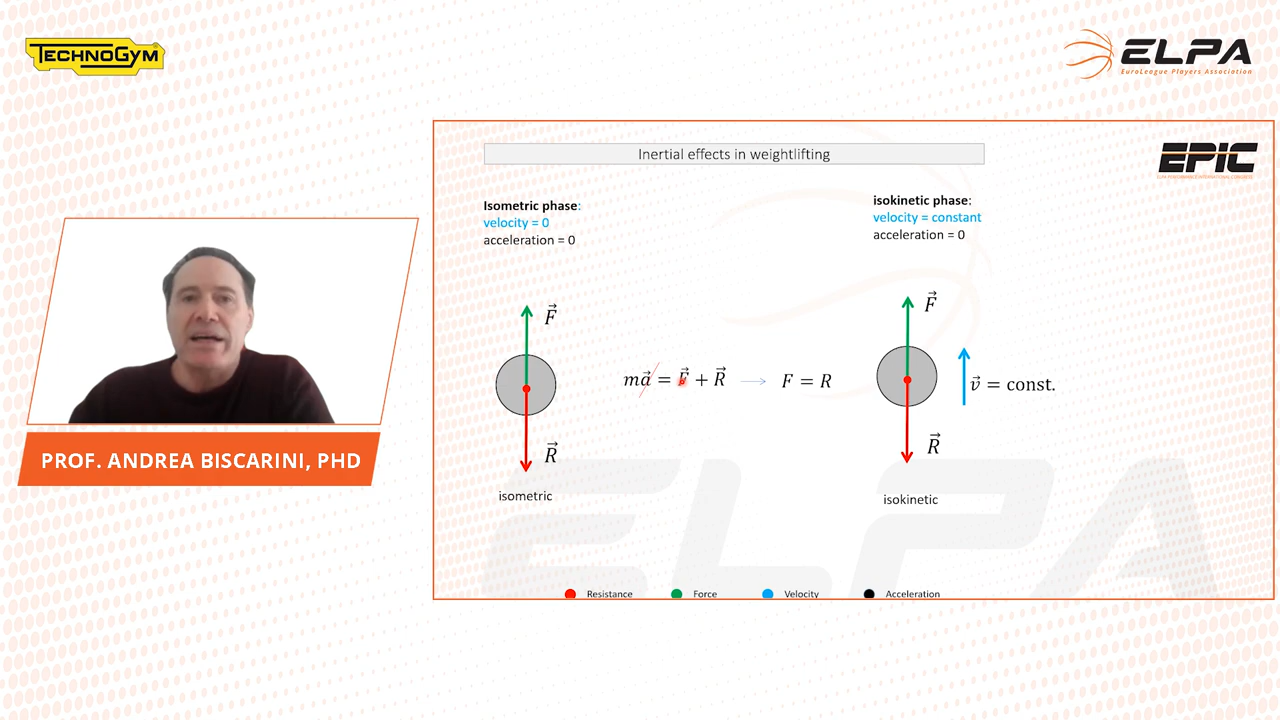 TECHNOGYM
ELPA
EuroLeague Players Association
EPIC
Inertial effects in weightlifting
Isometric phase:
velocity = 0
acceleration = 0
isokinetic phase:
velocity = constant
acceleration = 0
F⃗
F⃗
ma⃗ = F⃗ + R⃗ → F = R
v⃗ = const.
R⃗
R⃗
isometric
isokinetic
PROF. ANDREA BISCARINI, PHD
ELPA
Resistance
Force
Velocity
Acceleration